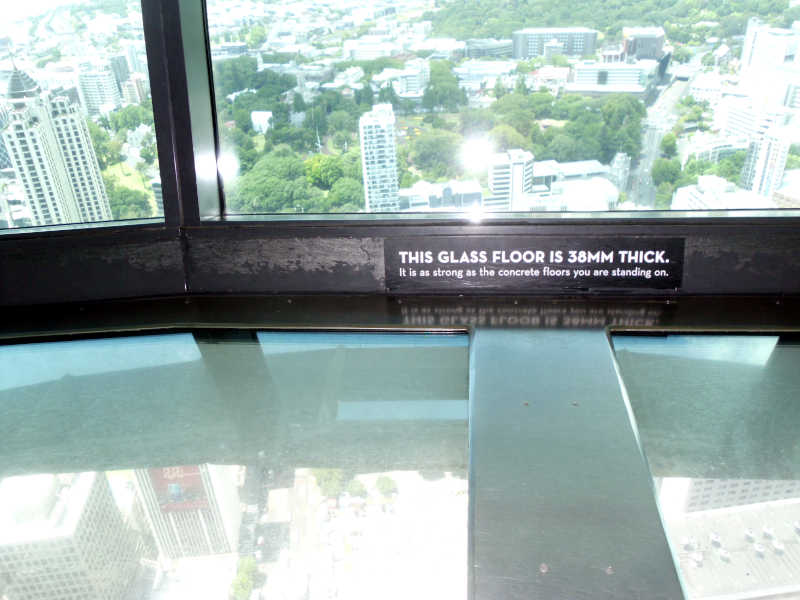 THIS GLASS FLOOR IS 38MM THICK.
It is as strong as the concrete floors you are standing on.